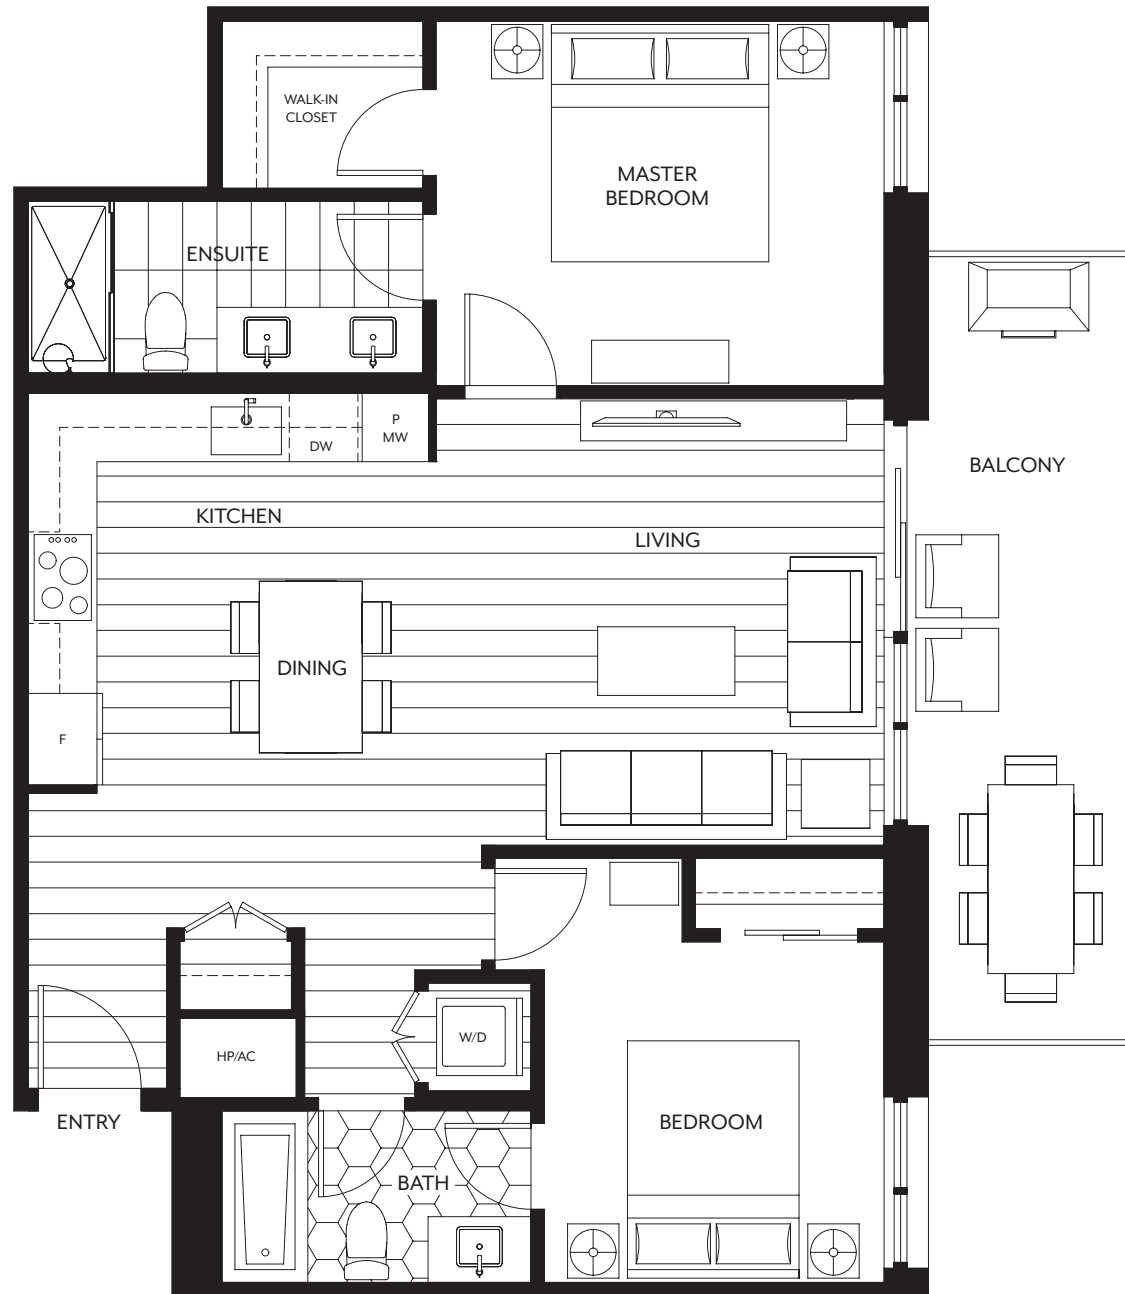 WALK-IN
CLOSET
MASTER
BEDROOM
ENSUITE
P
MW
DW
BALCONY
KITCHEN
LIVING
DINING
F
W/D
HP/AC
ENTRY
BEDROOM
BATH